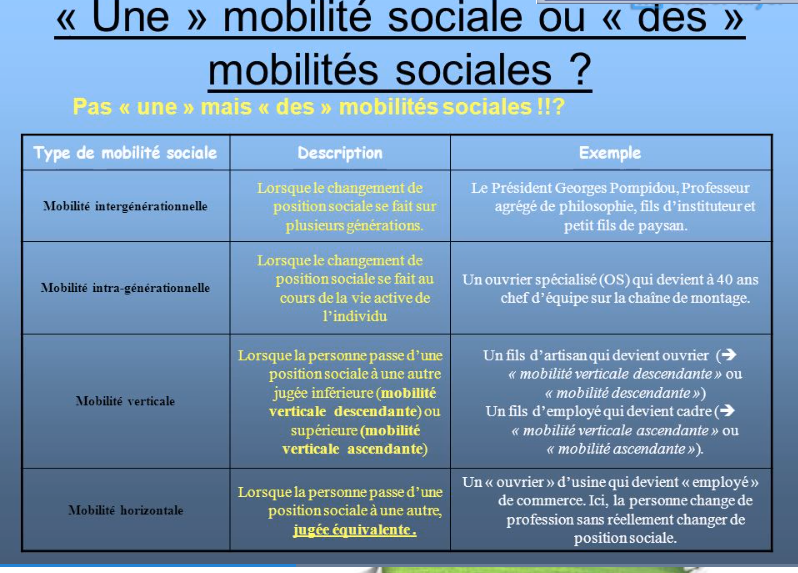 « Une » mobilité sociale ou « des »
mobilités sociales ?
Pas « une » mais « des » mobilités sociales !!?
Type de mobilité sociale
Description
Exemple
Mobilité intergénérationnelle
Lorsque le changement de
position sociale se fait sur
plusieurs générations.
Le Président Georges Pompidou, Professeur
agrégé de philosophie, fils d’instituteur et
petit fils de paysan.
Mobilité intra-générationnelle
Lorsque le changement de
position sociale se fait au
cours de la vie active de
l’individu
Un ouvrier spécialisé (OS) qui devient à 40 ans
chef d’équipe sur la chaîne de montage.
Mobilité verticale
Lorsque la personne passe d’une
position sociale à une autre
jugée inférieure (mobilité
verticale descendante) ou
supérieure (mobilité
verticale ascendante)
Un fils d’artisan qui devient ouvrier (➔
« mobilité verticale descendante » ou
« mobilité descendante »)
Un fils d’employé qui devient cadre (➔
« mobilité verticale ascendante » ou
« mobilité ascendante »).
Mobilité horizontale
Lorsque la personne passe d’une
position sociale à une autre,
jugée équivalente .
Un « ouvrier » d’usine qui devient « employé »
de commerce. Ici, la personne change de
profession sans réellement changer de
position sociale.